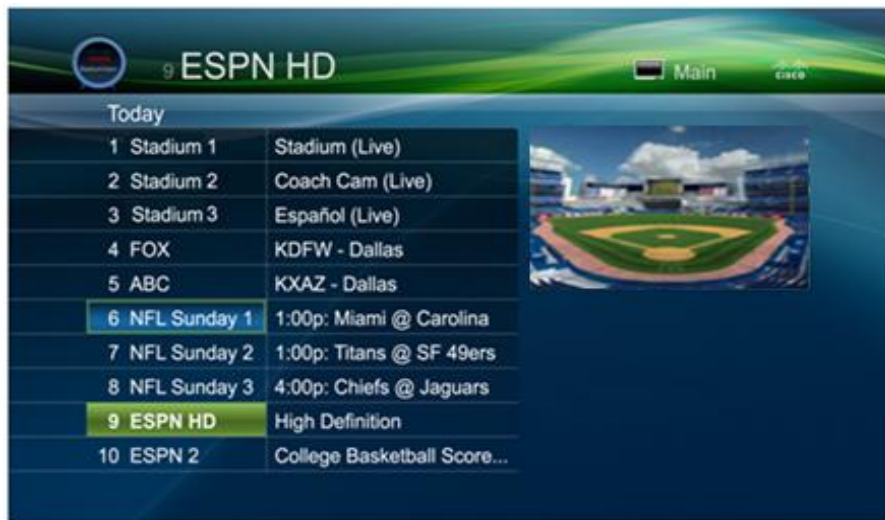 9 ESPN HD
Main
CISCO
Today
1 Stadium 1 Stadium (Live)
2 Stadium 2 Coach Cam (Live)
3 Stadium 3 Español (Live)
4 FOX KDFW - Dallas
5 ABC KXAZ - Dallas
6 NFL Sunday 1 1:00p: Miami @ Carolina
7 NFL Sunday 2 1:00p: Titans @ SF 49ers
8 NFL Sunday 3 4:00p: Chiefs @ Jaguars
9 ESPN HD High Definition
10 ESPN 2 College Basketball Score...